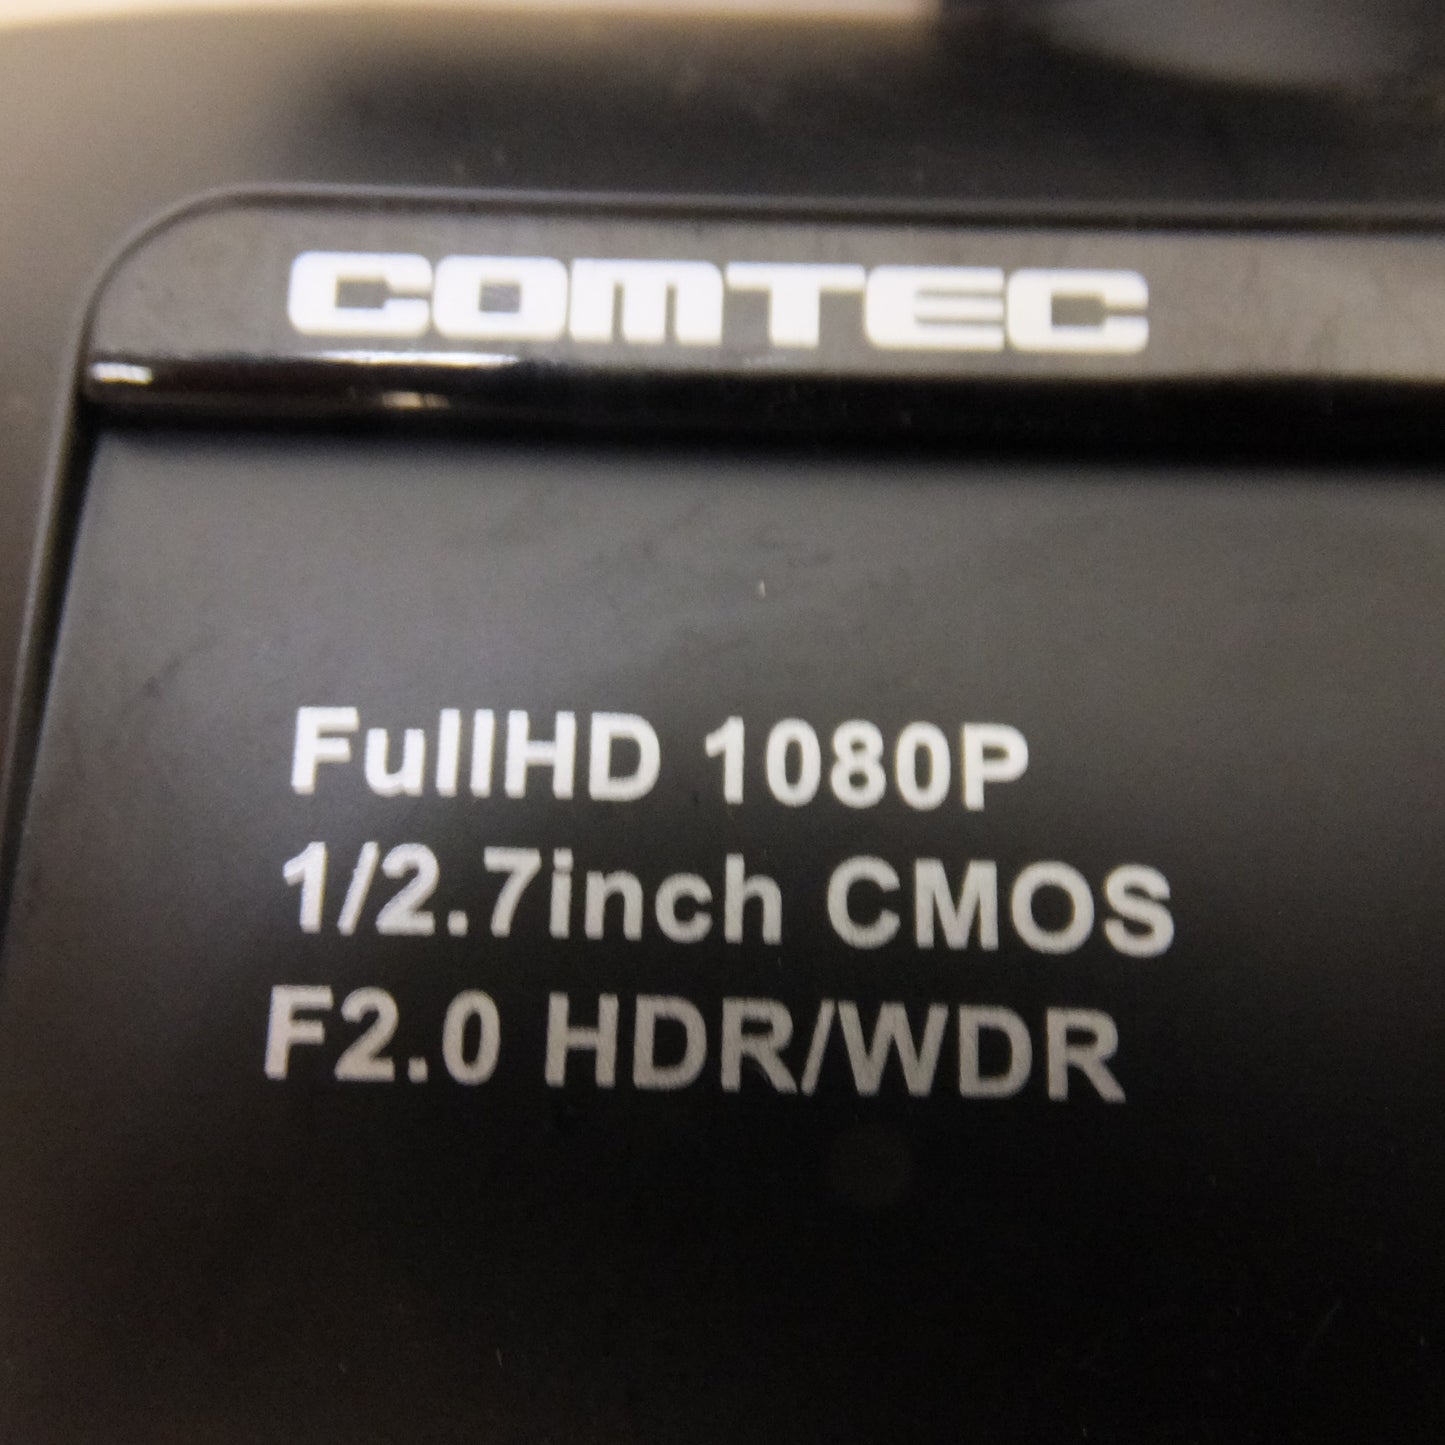 COMTEC
FullHD 1080P
1/2.7inch CMOS
F2.0 HDR/WDR